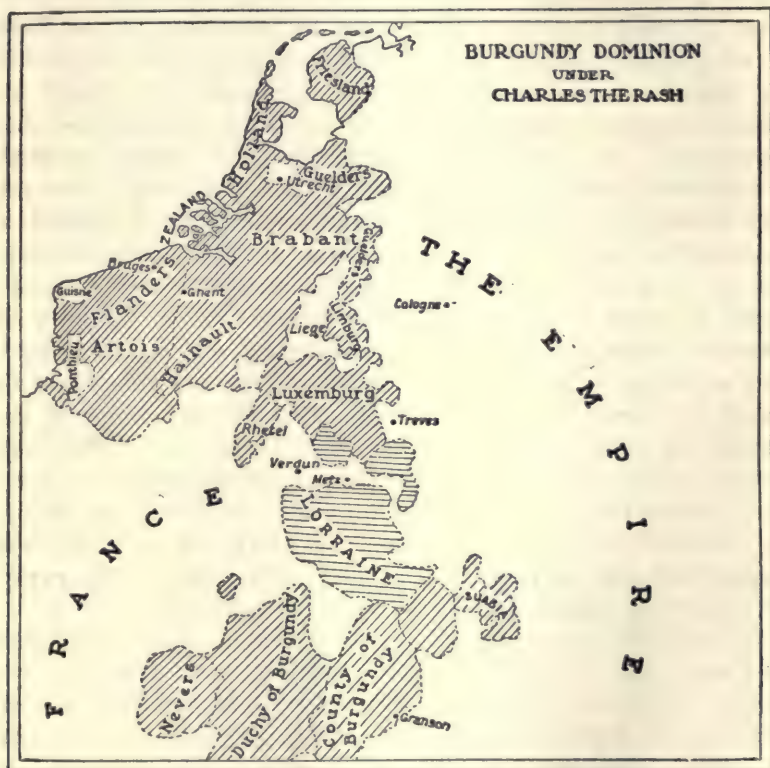 BURGUNDY DOMINION
UNDER
CHARLES THE RASH
Friesland
Holland
Guelders
Utrecht
ZEALAND
Brabant
THE EMPIRE
Bruges
Flanders
Guisne
Ghent
Cologne
Liege
Limburg
Artois
Hainault
Ponthieu
Luxemburg
Treves
Rhetel
Verdun
Metz
FRANCE
LORRAINE
SUABIA
Nevers
Duchy of Burgundy
County of
Burgundy
Granson